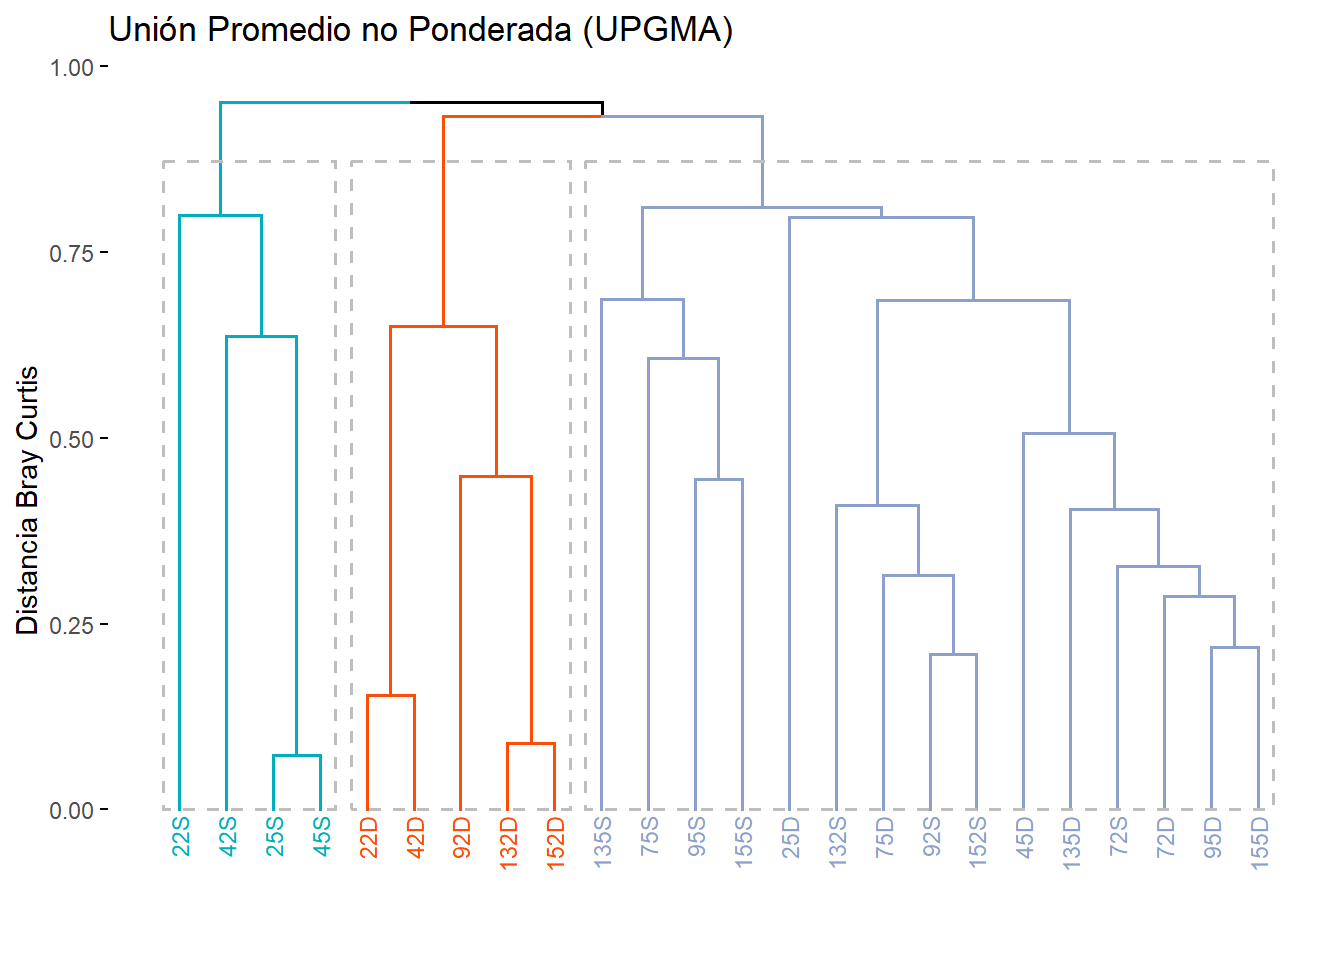 Unión Promedio no Ponderada (UPGMA)
1.00
0.75
0.50
0.25
0.00
Distancia Bray Curtis
22S
42S
25S
45S
22D
42D
92D
132D
152D
135S
75S
95S
155S
25D
132S
75D
92S
152S
45D
135D
72S
72D
95D
155D